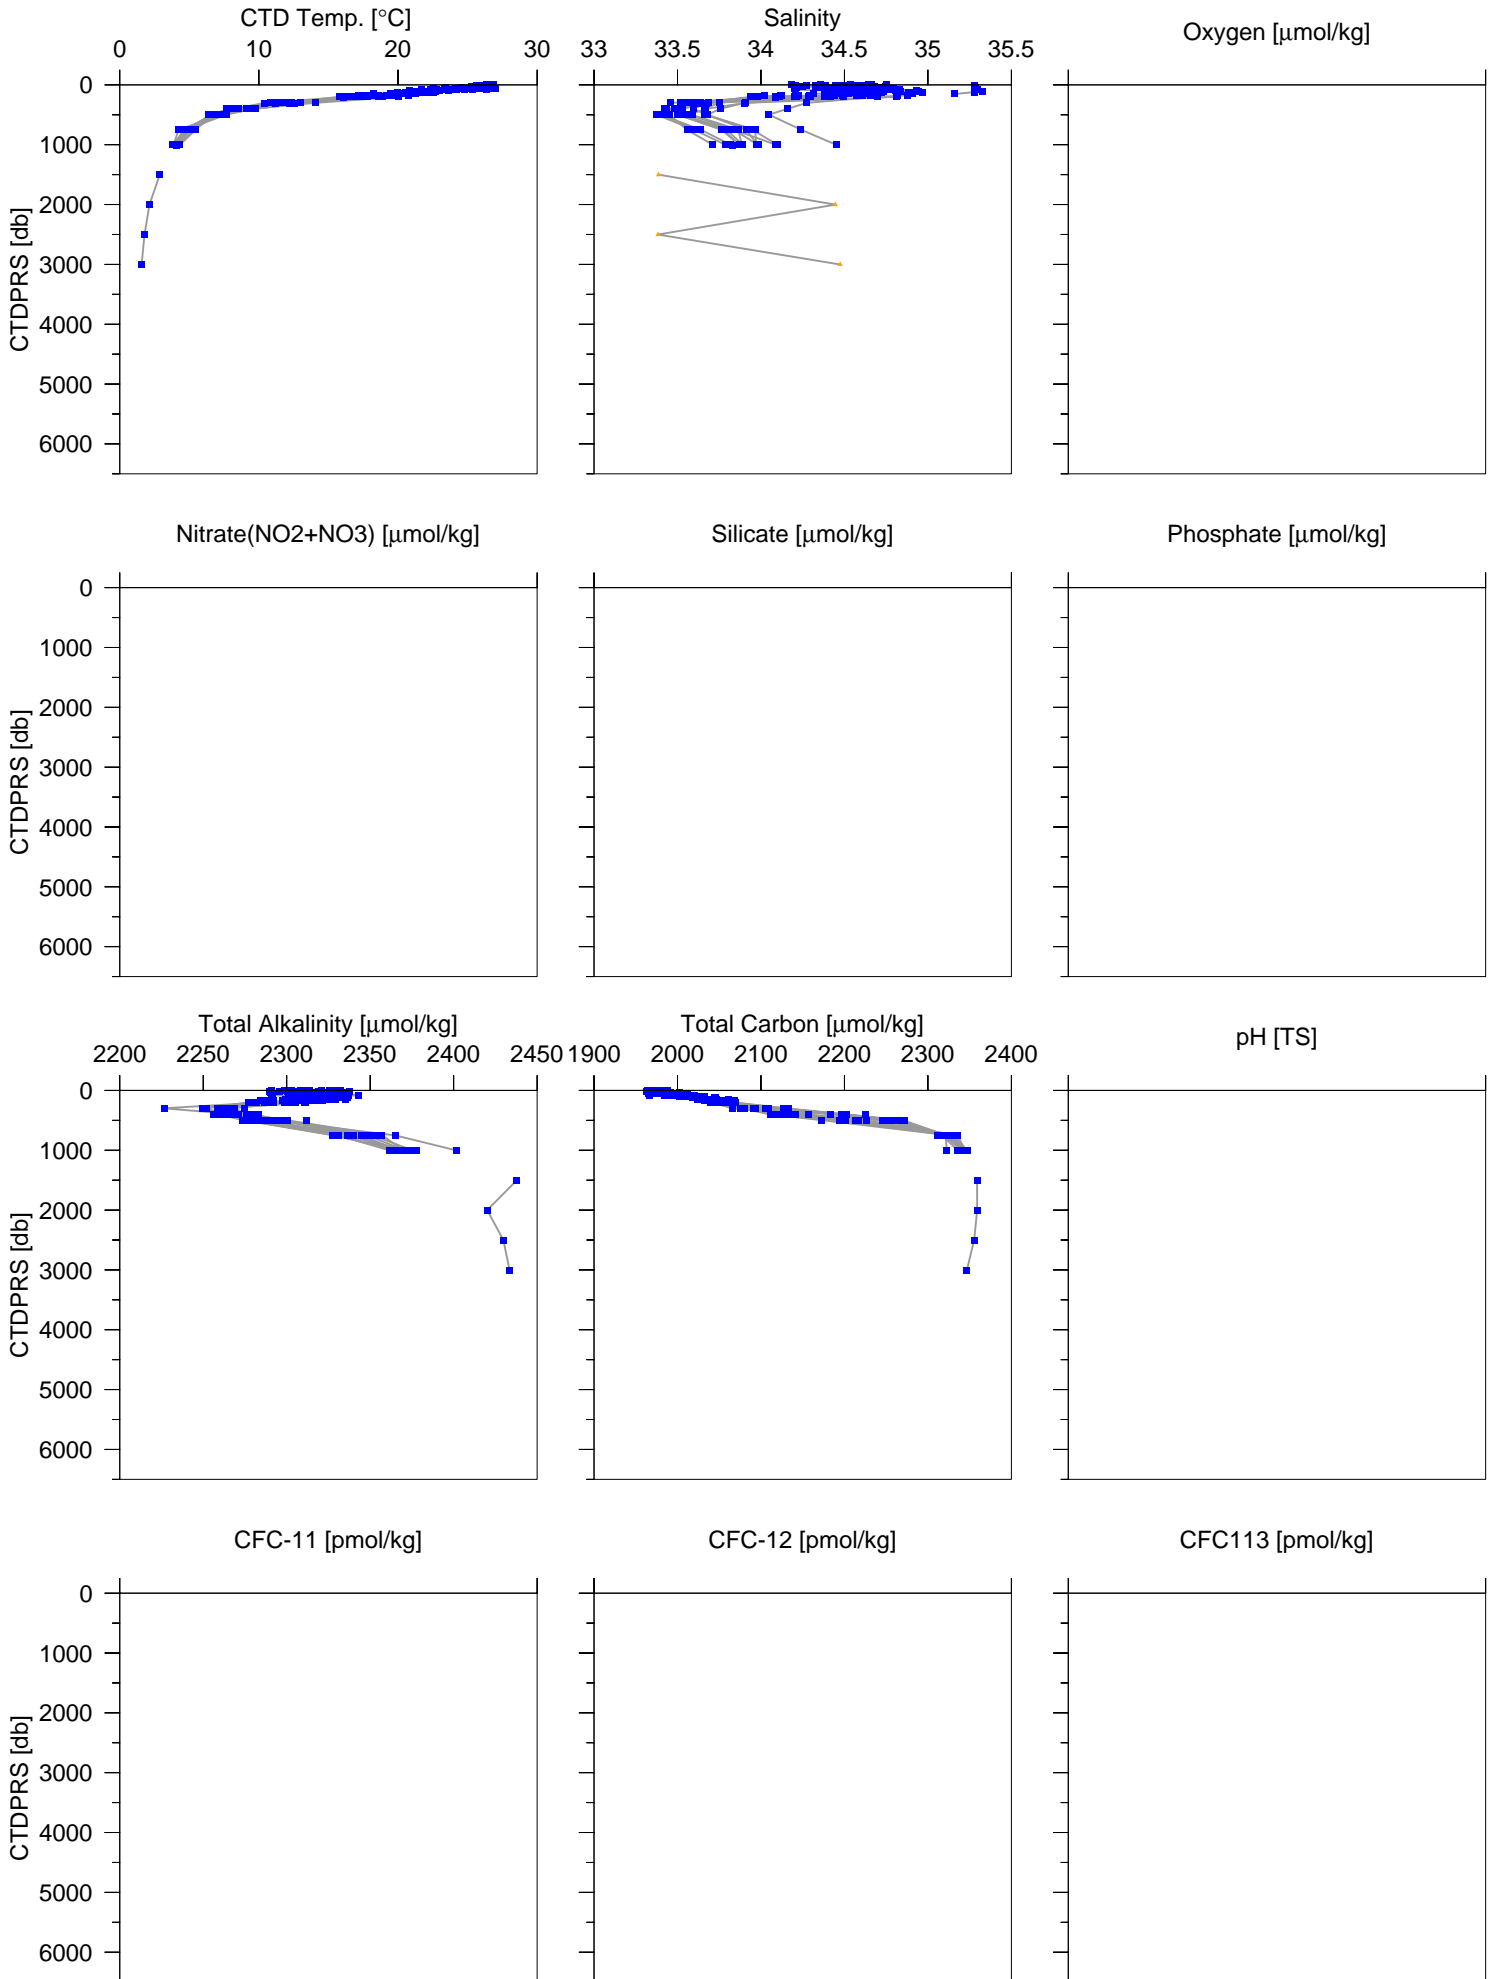 CTD Temp. [°C]
Salinity
Oxygen [μmol/kg]
0 10 20 30
33 33.5 34 34.5 35 35.5
0
1000
2000
3000
4000
5000
6000
CTDPRS [db]
Nitrate(NO2+NO3) [μmol/kg]
Silicate [μmol/kg]
Phosphate [μmol/kg]
0
1000
2000
3000
4000
5000
6000
CTDPRS [db]
Total Alkalinity [μmol/kg]
Total Carbon [μmol/kg]
pH [TS]
2200 2250 2300 2350 2400 2450
1900 2000 2100 2200 2300 2400
0
1000
2000
3000
4000
5000
6000
CTDPRS [db]
CFC-11 [pmol/kg]
CFC-12 [pmol/kg]
CFC113 [pmol/kg]
0
1000
2000
3000
4000
5000
6000
CTDPRS [db]